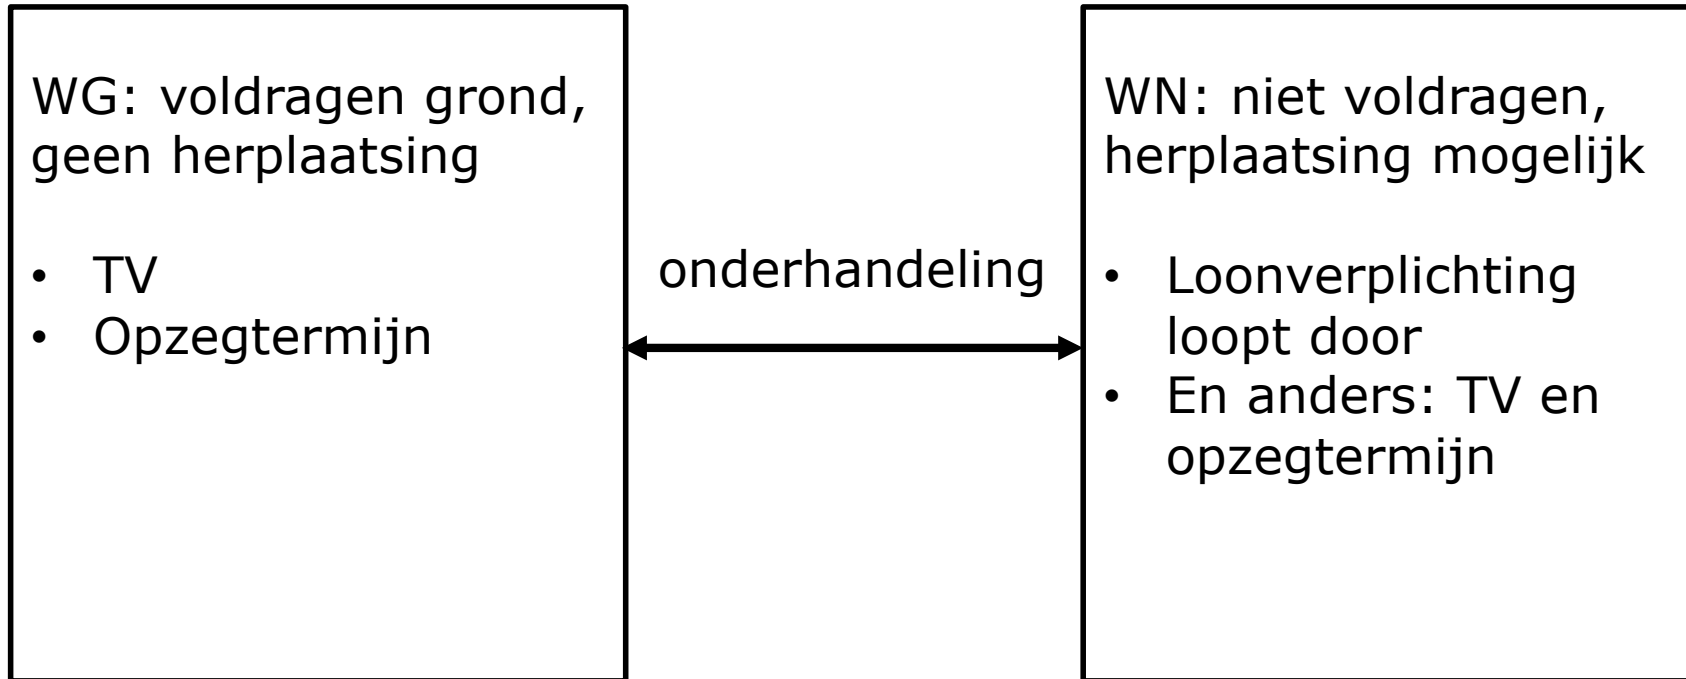 WG: voldragen grond,
geen herplaatsing
• TV
• Opzegtermijn
onderhandeling
WN: niet voldragen,
herplaatsing mogelijk
• Loonverplichting
loopt door
• En anders: TV en
opzegtermijn